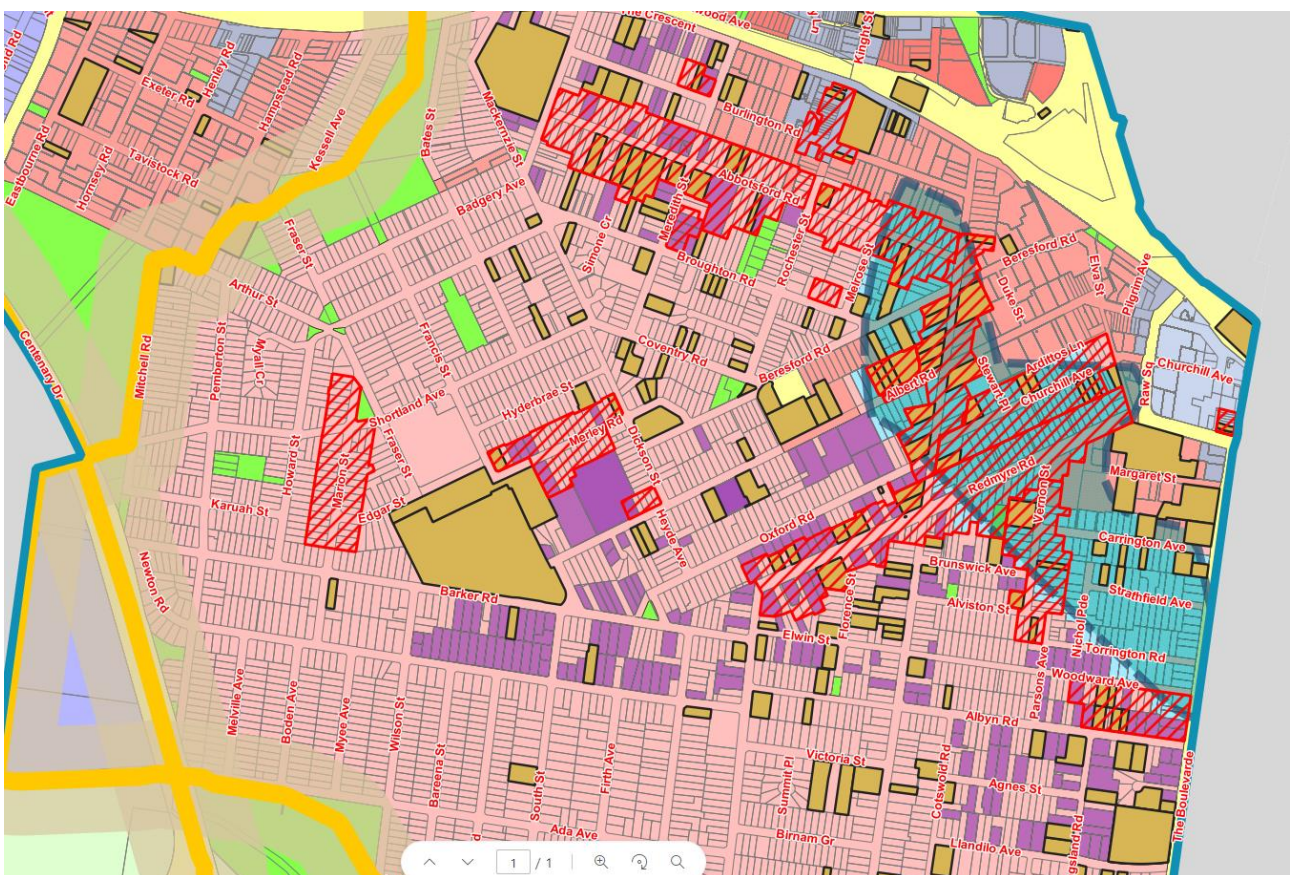 The Crescent
wood Ave
Knight St
Exeter Rd
Henley Rd
Hampstead Rd
Kessell Ave
Bates St
Mackenzie St
Burlington Rd
Eastbourne Rd
Hornsey Rd
Tavistock Rd
Badgery Ave
Abbotsford Rd
Meredith St
Simone Cr
Fraser St
Broughton Rd
Rochester St
Melrose St
Beresford Rd
Elva St
Pilgrim Ave
Duke St
Arthur St
Centenary Dr
Mitchell Rd
Pemberton St
Myall Cr
Francis St
Coventry Rd
Beresford Rd
Stewart Pl
Ardittos Ln
Churchill Ave
Raw Sq
Churchill Ave
Albert Rd
Shortland Ave
Hyderbrae St
Merley Rd
Dickson St
Fraser St
Howard St
Marion St
Redmyre Rd
Vernon St
Margaret St
Karuah St
Edgar St
Heyde Ave
Oxford Rd
Carrington Ave
Brunswick Ave
Newton Rd
Barker Rd
Florence St
Alviston St
Strathfield Ave
Nichol Pde
Elwin St
Torrington Rd
Woodward Ave
Parsons Ave
Melville Ave
Boden Ave
Myee Ave
Wilson St
Albyn Rd
Bareena St
Firth Ave
Victoria St
South St
Summit Pl
Cotswold Rd
Agnes St
The Boulevarde
Ada Ave
Birnam Gr
Llandilo Ave
gsland Rd
1 / 1